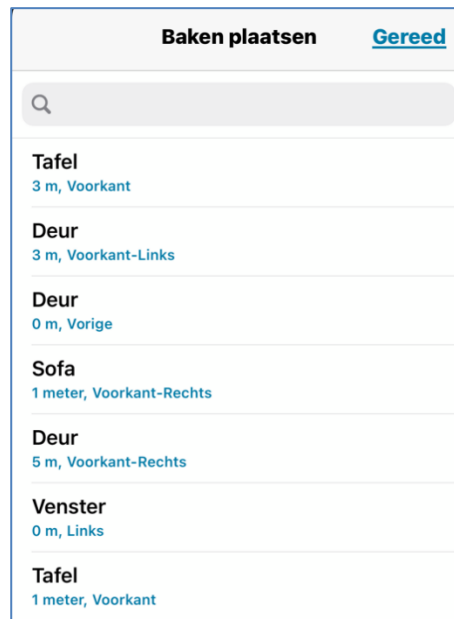 Baken plaatsen Gereed
Tafel
3 m, Voorkant
Deur
3 m, Voorkant-Links
Deur
0 m, Vorige
Sofa
1 meter, Voorkant-Rechts
Deur
5 m, Voorkant-Rechts
Venster
0 m, Links
Tafel
1 meter, Voorkant